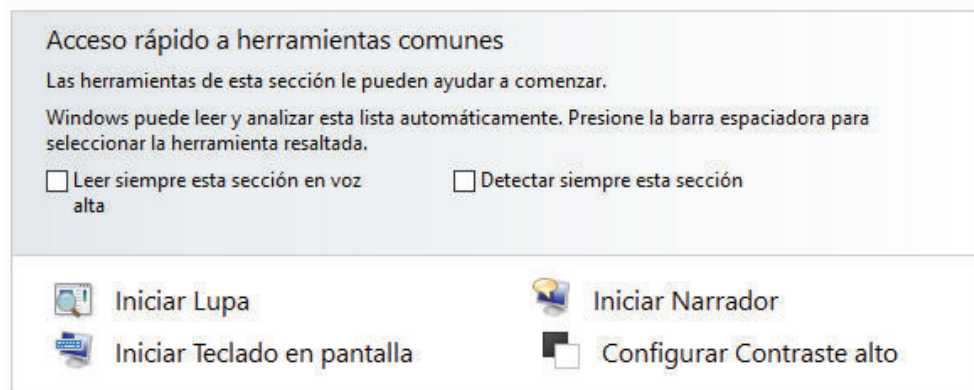 Acceso rápido a herramientas comunes
Las herramientas de esta sección le pueden ayudar a comenzar.
Windows puede leer y analizar esta lista automáticamente. Presione la barra espaciadora para
seleccionar la herramienta resaltada.
Leer siempre esta sección en voz
alta
Detectar siempre esta sección
Iniciar Lupa
Iniciar Narrador
Iniciar Teclado en pantalla
Configurar Contraste alto